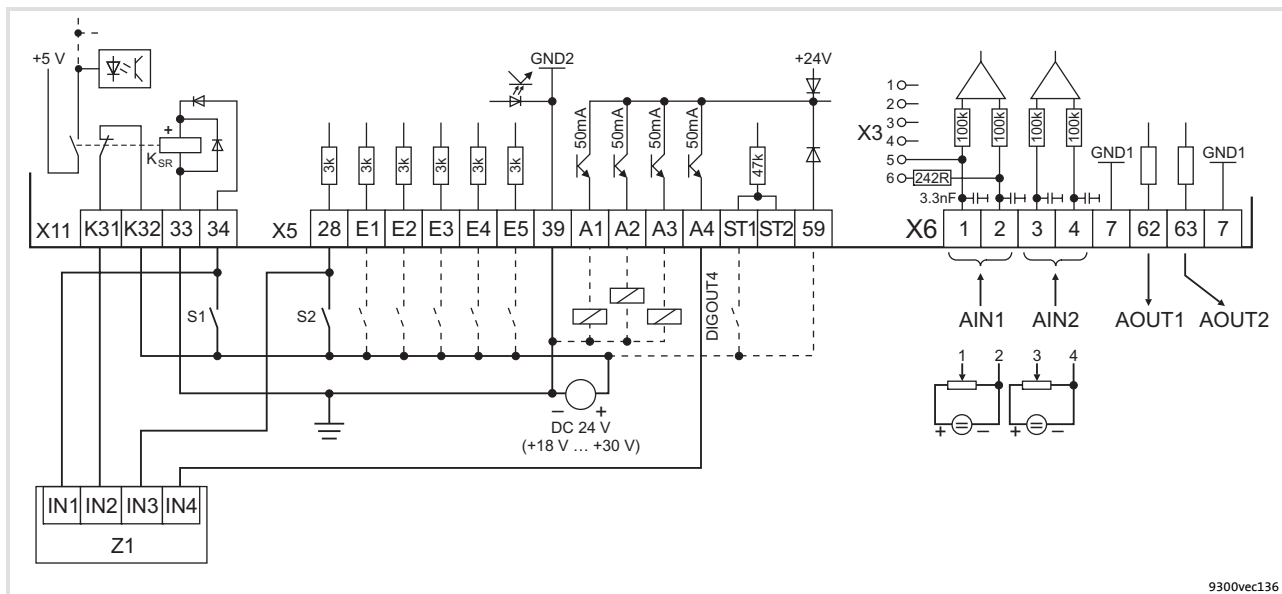 +5 V
GND2
+24V
1
2
3
4
5
6
X3
+
K SR
3k
3k
3k
3k
3k
3k
50mA
50mA
50mA
50mA
47k
100k
100k
100k
100k
242R
3.3nF
GND1
GND1
X11 K31 K32 33 34
X5 28 E1 E2 E3 E4 E5 39 A1 A2 A3 A4 ST1 ST2 59
X6 1 2 3 4 7 62 63 7
S1
S2
DIGOUT4
AIN1
AIN2
AOUT1
AOUT2
1 2 3 4
+ − + −
− +
DC 24 V
(+18 V ... +30 V)
IN1 IN2 IN3 IN4
Z1
9300vec136